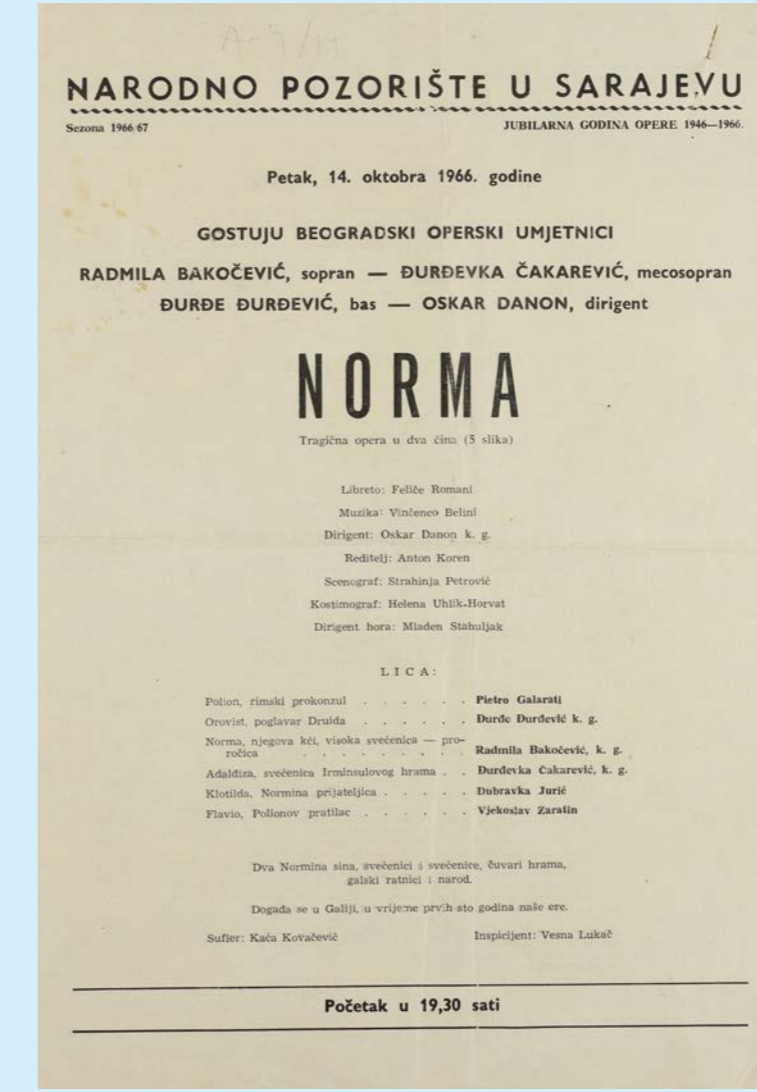 A-7/
NARODNO POZORIŠTE U SARAJEVU
Sezona 1966/67 JUBILARNA GODINA OPERE 1946—1966.
Petak, 14. oktobra 1966. godine
GOSTUJU BEOGRADSKI OPERSKI UMJETNICI
RADMILA BAKOČEVIĆ, sopran — ĐURĐEVKA ČAKAREVIĆ, mecosopran
ĐURĐE ĐURĐEVIĆ, bas — OSKAR DANON, dirigent
NORMA
Tragična opera u dva čina (5 slika)
Libreto: Feliče Romani
Muzika: Vinčenco Belini
Dirigent: Oskar Danon k. g.
Reditelj: Anton Koren
Scenograf: Strahinja Petrović
Kostimograf: Helena Uhlik-Horvat
Dirigent hora: Mladen Stahuljak
LICA:
Polion, rimski prokonzul . . . . . . Pietro Galarati
Orovist, poglavar Druida . . . . . . Đurđe Đurđević k. g.
Norma, njegova kći, visoka svećenica — pro-
ročica . . . . . . . . . Radmila Bakočević, k. g.
Adaldiza, svećenica Irminsulovog hrama . . Đurđevka Čakarević, k. g.
Klotilda, Normina prijateljica . . . . . Dubravka Jurić
Flavio, Polionov pratilac . . . . . . Vjekoslav Zaratin
Dva Normina sina, svećenici i svećenice, čuvari hrama,
galski ratnici i narod.
Događa se u Galiji, u vrijeme prvih sto godina naše ere.
Sufler: Kaća Kovačević Inspicijent: Vesna Lukač
Početak u 19,30 sati